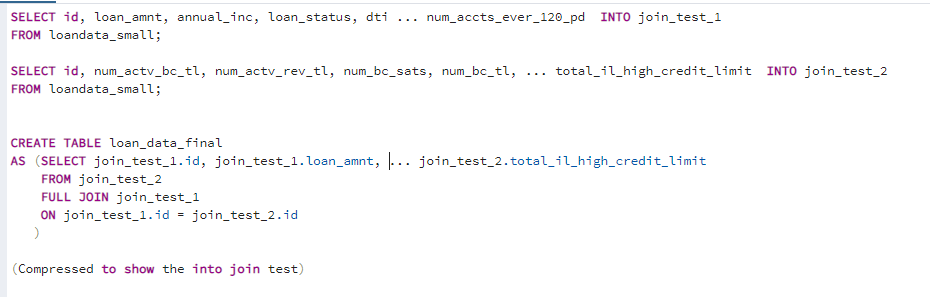 SELECT id, loan_amnt, annual_inc, loan_status, dti ... num_accts_ever_120_pd  INTO join_test_1
FROM loandata_small;
SELECT id, num_actv_bc_tl, num_actv_rev_tl, num_bc_sats, num_bc_tl, ... total_il_high_credit_limit  INTO join_test_2
FROM loandata_small;
CREATE TABLE loan_data_final
AS (SELECT join_test_1.id, join_test_1.loan_amnt, ... join_test_2.total_il_high_credit_limit
FROM join_test_2
FULL JOIN join_test_1
ON join_test_1.id = join_test_2.id
)
(Compressed to show the into join test)